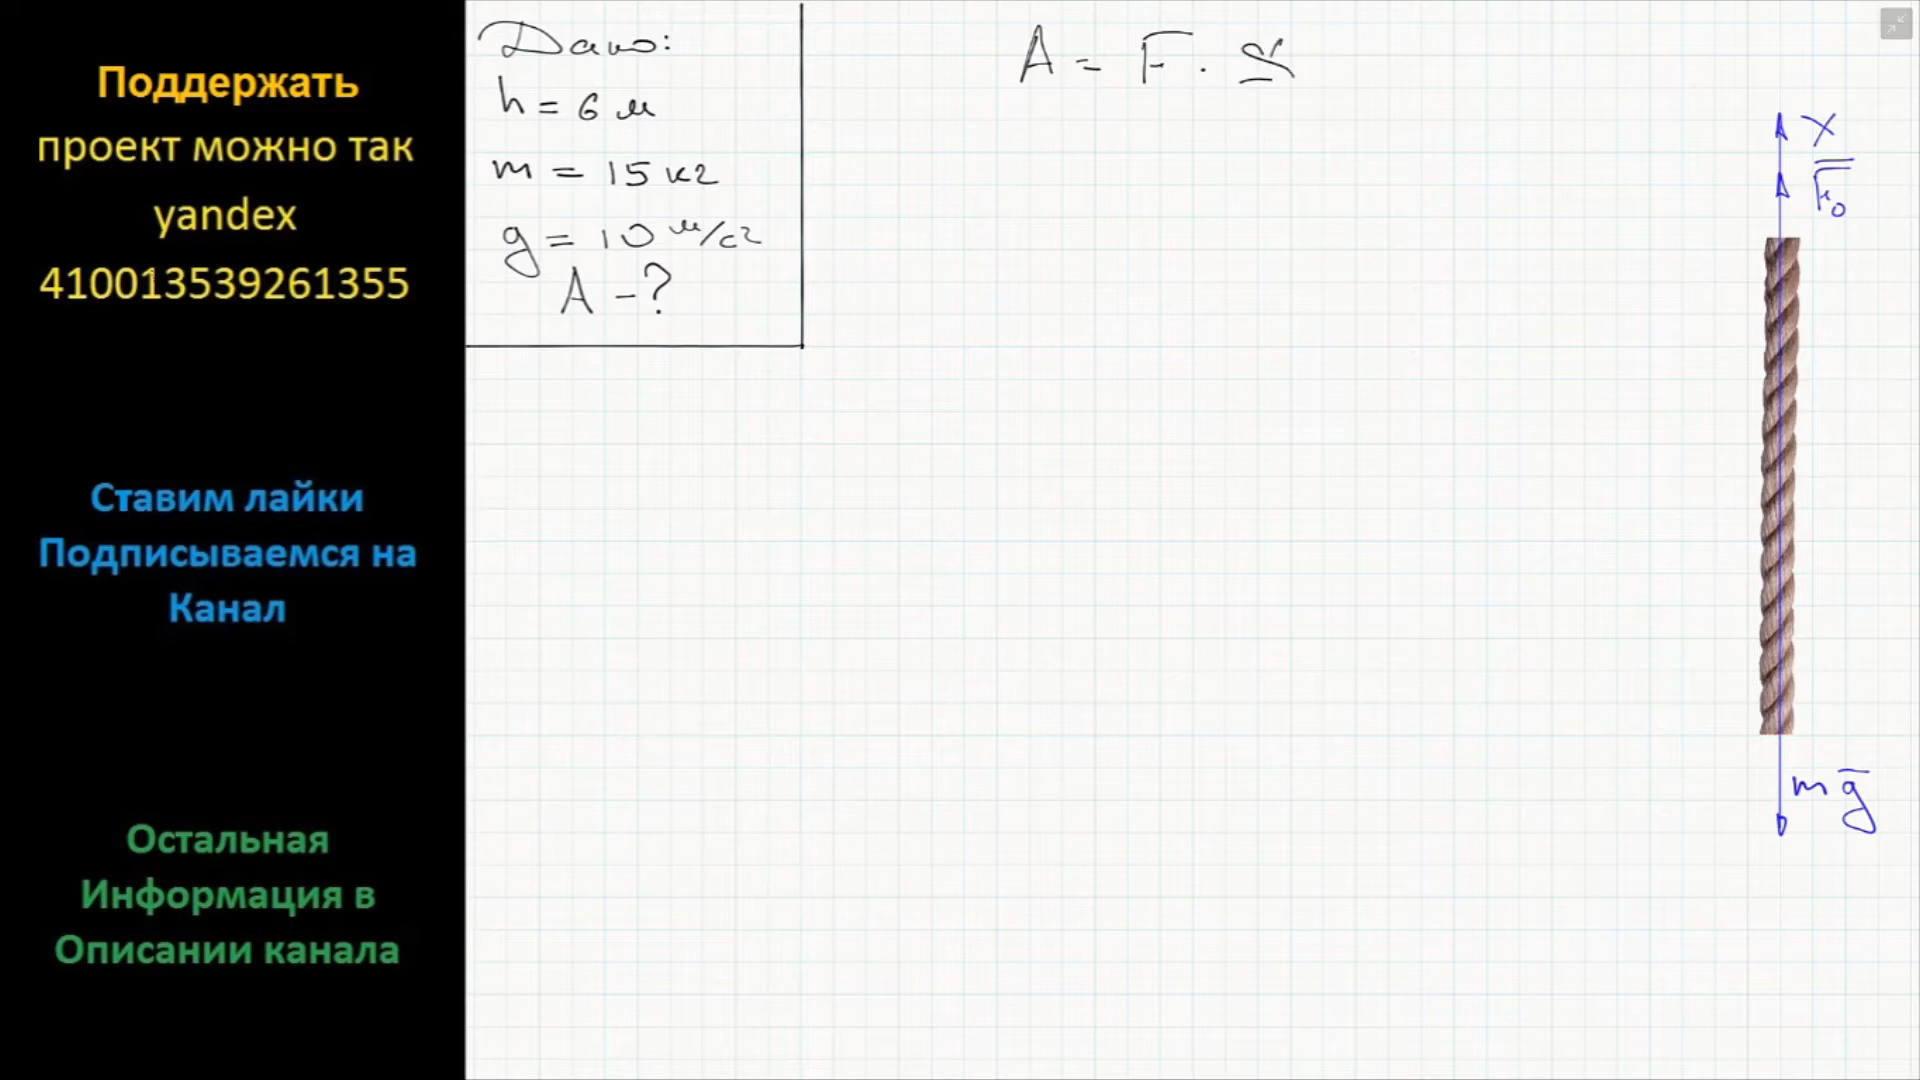 Поддержать
проект можно так
yandex
410013539261355
Ставим лайки
Подписываемся на
Канал
Остальная
Информация в
Описании канала
Дано:
h = 6 м
m = 15 кг
g = 10 м/с²
A - ?
A = F · S
X
F₀
mg